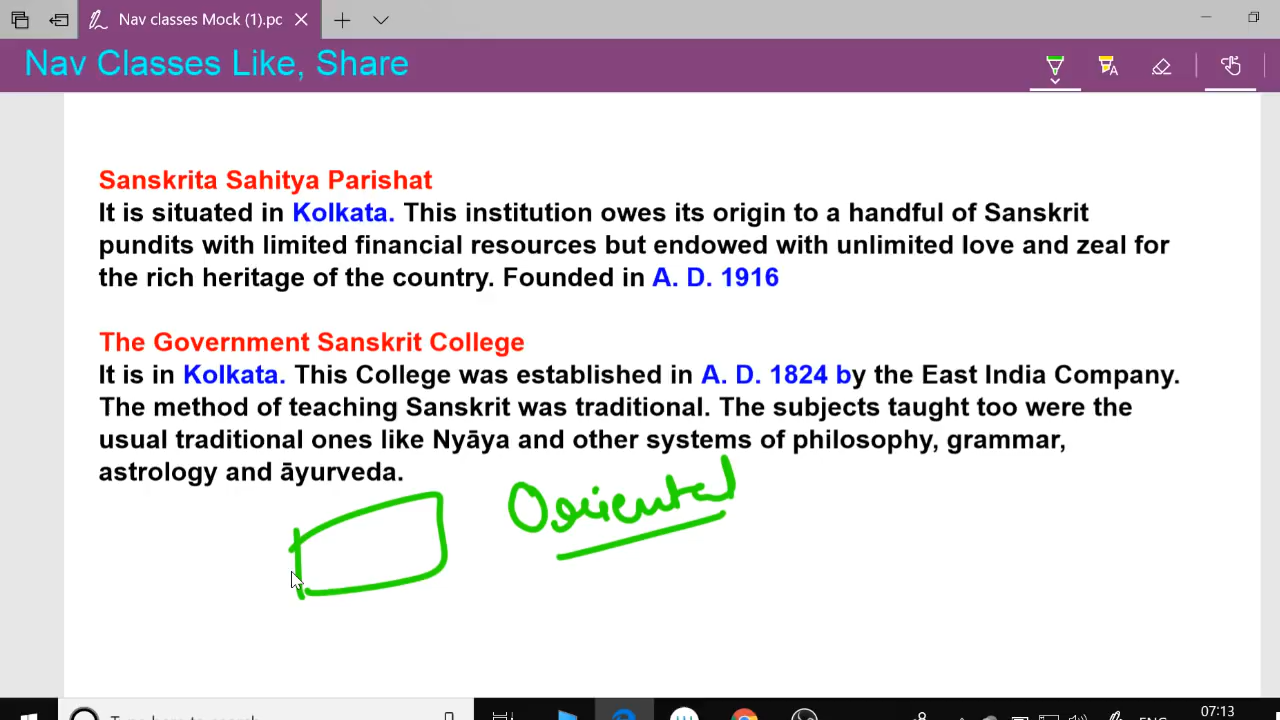 Nav classes Mock (1).pc
Nav Classes Like, Share
Sanskrita Sahitya Parishat
It is situated in Kolkata. This institution owes its origin to a handful of Sanskrit
pundits with limited financial resources but endowed with unlimited love and zeal for
the rich heritage of the country. Founded in A. D. 1916
The Government Sanskrit College
It is in Kolkata. This College was established in A. D. 1824 by the East India Company.
The method of teaching Sanskrit was traditional. The subjects taught too were the
usual traditional ones like Nyāya and other systems of philosophy, grammar,
astrology and āyurveda.
Oriental
07:13